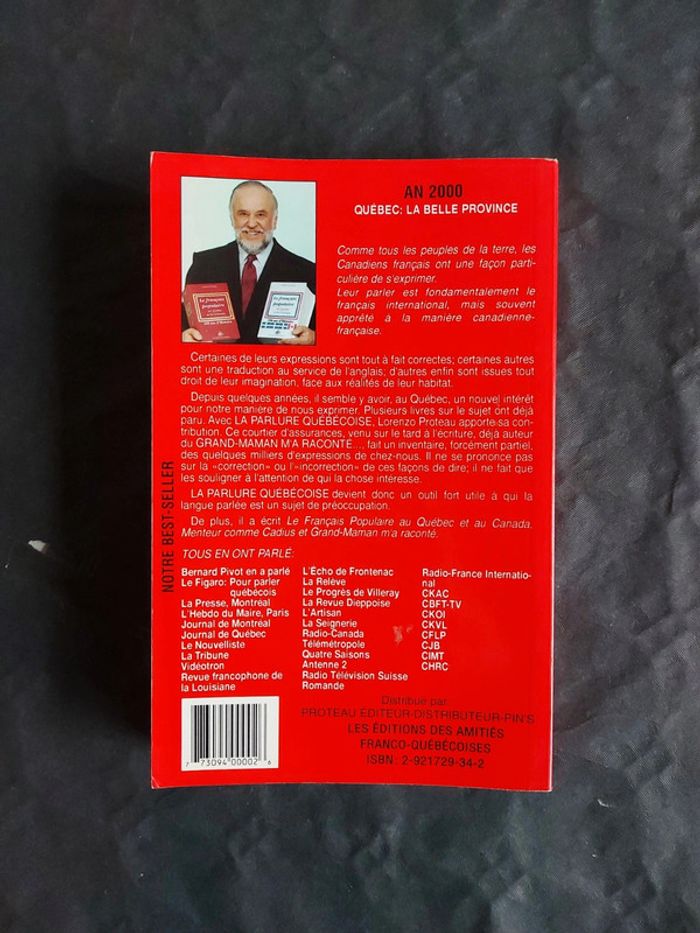 AN 2000
QUÉBEC: LA BELLE PROVINCE
Le français
populaire
Le français
populaire
Comme tous les peuples de la terre, les
Canadiens français ont une façon parti-
culière de s'exprimer.
Leur parler est fondamentalement le
français international, mais souvent
apprêté à la manière canadienne-
française.
Certaines de leurs expressions sont tout à fait correctes; certaines autres
sont une traduction au service de l'anglais; d'autres enfin sont issues tout
droit de leur imagination, face aux réalités de leur habitat.
Depuis quelques années, il semble y avoir, au Québec, un nouvel intérêt
pour notre manière de nous exprimer. Plusieurs livres sur le sujet ont déjà
paru. Avec LA PARLURE QUÉBÉCOISE, Lorenzo Proteau apporte sa con-
tribution. Ce courtier d'assurances, venu sur le tard à l'écriture, déjà auteur
du GRAND-MAMAN M'A RACONTÉ..., fait un inventaire, forcément partiel,
des quelques milliers d'expressions de chez-nous. Il ne se prononce pas
sur la «correction» ou l'«incorrection» de ces façons de dire; il ne fait que
les souligner à l'attention de qui la chose intéresse.
LA PARLURE QUÉBÉCOISE devient donc un outil fort utile à qui la
langue parlée est un sujet de préoccupation.
De plus, il a écrit Le Français Populaire au Québec et au Canada,
Menteur comme Cadius et Grand-Maman m'a raconté.
NOTRE BEST-SELLER
TOUS EN ONT PARLÉ:
Bernard Pivot en a parlé
Le Figaro: Pour parler
québécois
La Presse, Montréal
L'Hebdo du Maire, Paris
Journal de Montréal
Journal de Québec
Le Nouvelliste
La Tribune
Vidéotron
Revue francophone de
la Louisiane
L'Écho de Frontenac
La Relève
Le Progrès de Villeray
La Revue Dieppoise
L'Artisan
La Seignerie
Radio-Canada
Télémétropole
Quatre Saisons
Antenne 2
Radio Télévision Suisse
Romande
Radio-France Internatio-
nal
CKAC
CBFT-TV
CKOI
CKVL
CFLP
CJB
CIMT
CHRC
Distribué par:
PROTEAU ÉDITEUR-DISTRIBUTEUR-PIN'S
LES ÉDITIONS DES AMITIÉS
FRANCO-QUÉBÉCOISES
ISBN: 2-921729-34-2
7 73094 00002 6